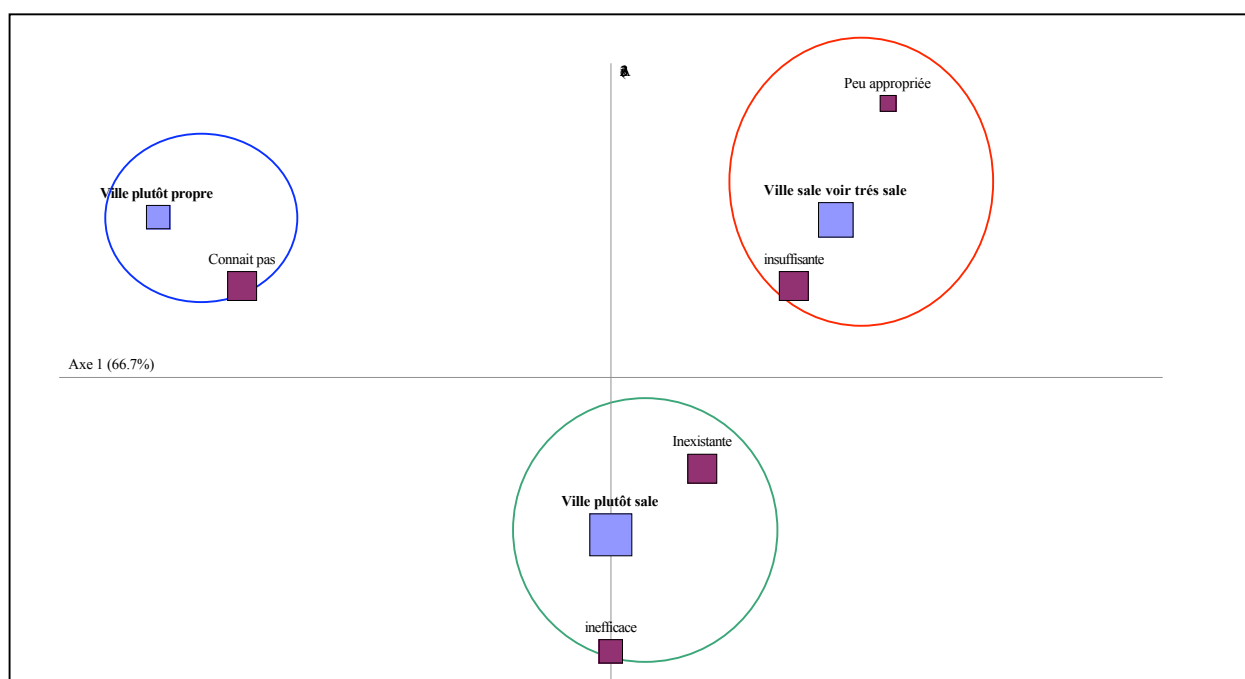 Peu appropriée
Ville plutôt propre
Ville sale voir trés sale
Connait pas
insuffisante
Axe 1 (66.7%)
Inexistante
Ville plutôt sale
inefficace